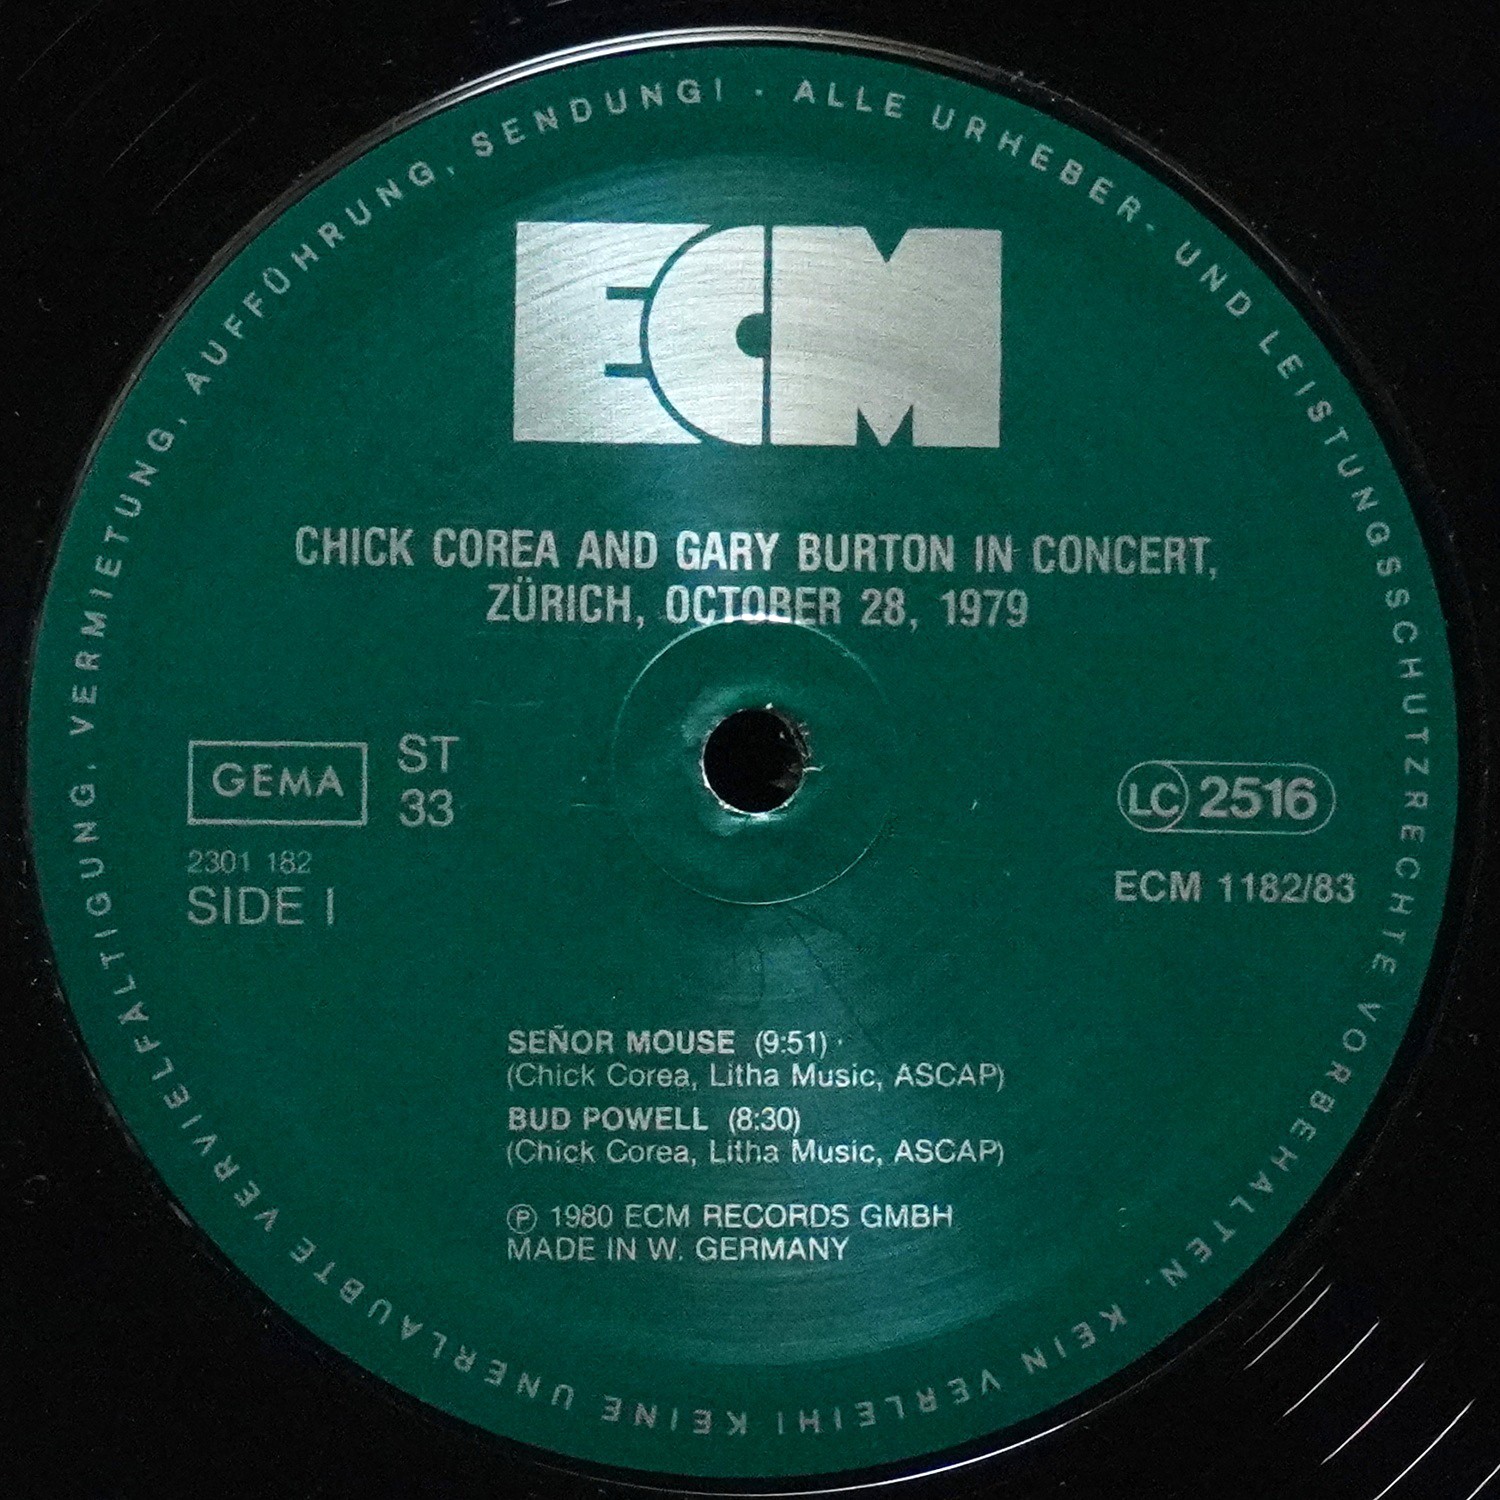 ALLE URHEBER- UND LEISTUNGSSCHUTZRECHTE VORBEHALTEN. KEIN VERLEIH! KEINE UNERLAUBTE VERVIELFALTIGUNG, VERMIETUNG, AUFFÜHRUNG, SENDUNG! ·
ECM
CHICK COREA AND GARY BURTON IN CONCERT,
ZÜRICH, OCTOBER 28, 1979
GEMA
ST
33
2301 182
SIDE I
LC 2516
ECM 1182/83
SEÑOR MOUSE (9:51)
(Chick Corea, Litha Music, ASCAP)
BUD POWELL (8:30)
(Chick Corea, Litha Music, ASCAP)
℗ 1980 ECM RECORDS GMBH
MADE IN W. GERMANY